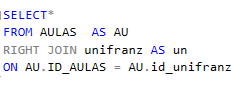 SELECT*
FROM AULAS  AS AU
RIGHT JOIN unifranz AS un
ON AU.ID_AULAS = AU.id_unifranz